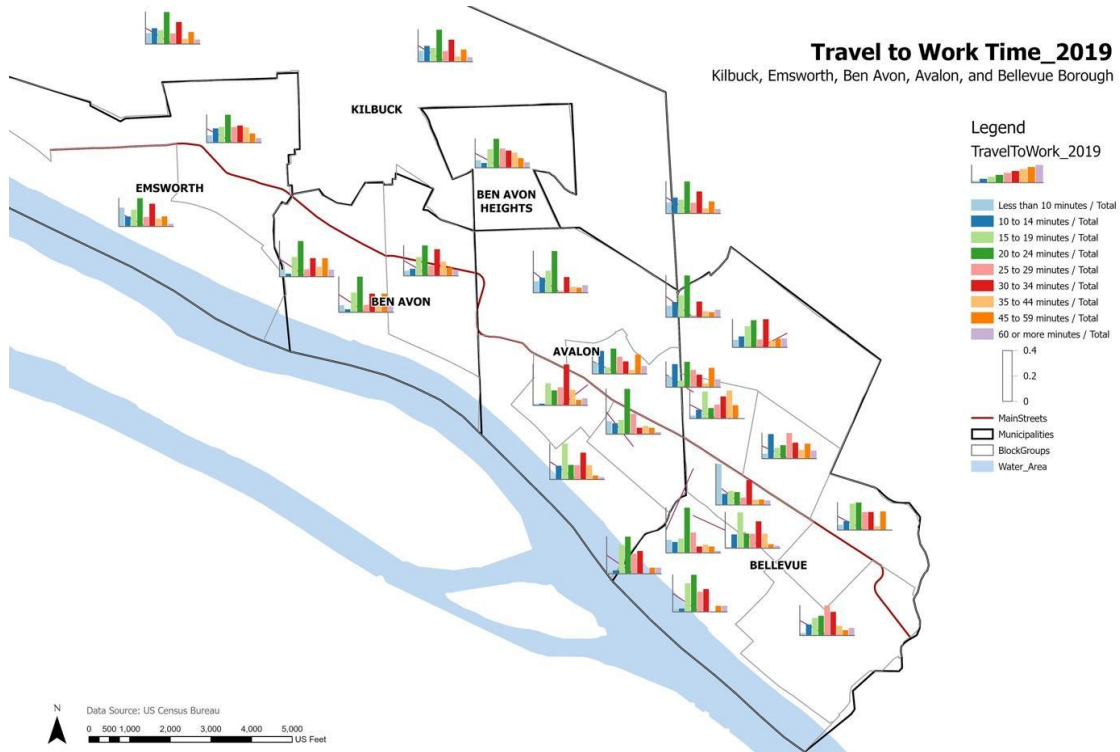 Travel to Work Time_2019
Kilbuck, Emsworth, Ben Avon, Avalon, and Bellevue Borough
KILBUCK
EMSWORTH
BEN AVON
HEIGHTS
BEN AVON
AVALON
BELLEVUE
Legend
TravelToWork_2019
Less than 10 minutes / Total
10 to 14 minutes / Total
15 to 19 minutes / Total
20 to 24 minutes / Total
25 to 29 minutes / Total
30 to 34 minutes / Total
35 to 44 minutes / Total
45 to 59 minutes / Total
60 or more minutes / Total
0.4
0.2
0
MainStreets
Municipalities
BlockGroups
Water_Area
N
Data Source: US Census Bureau
0 500 1,000 2,000 3,000 4,000 5,000
US Feet